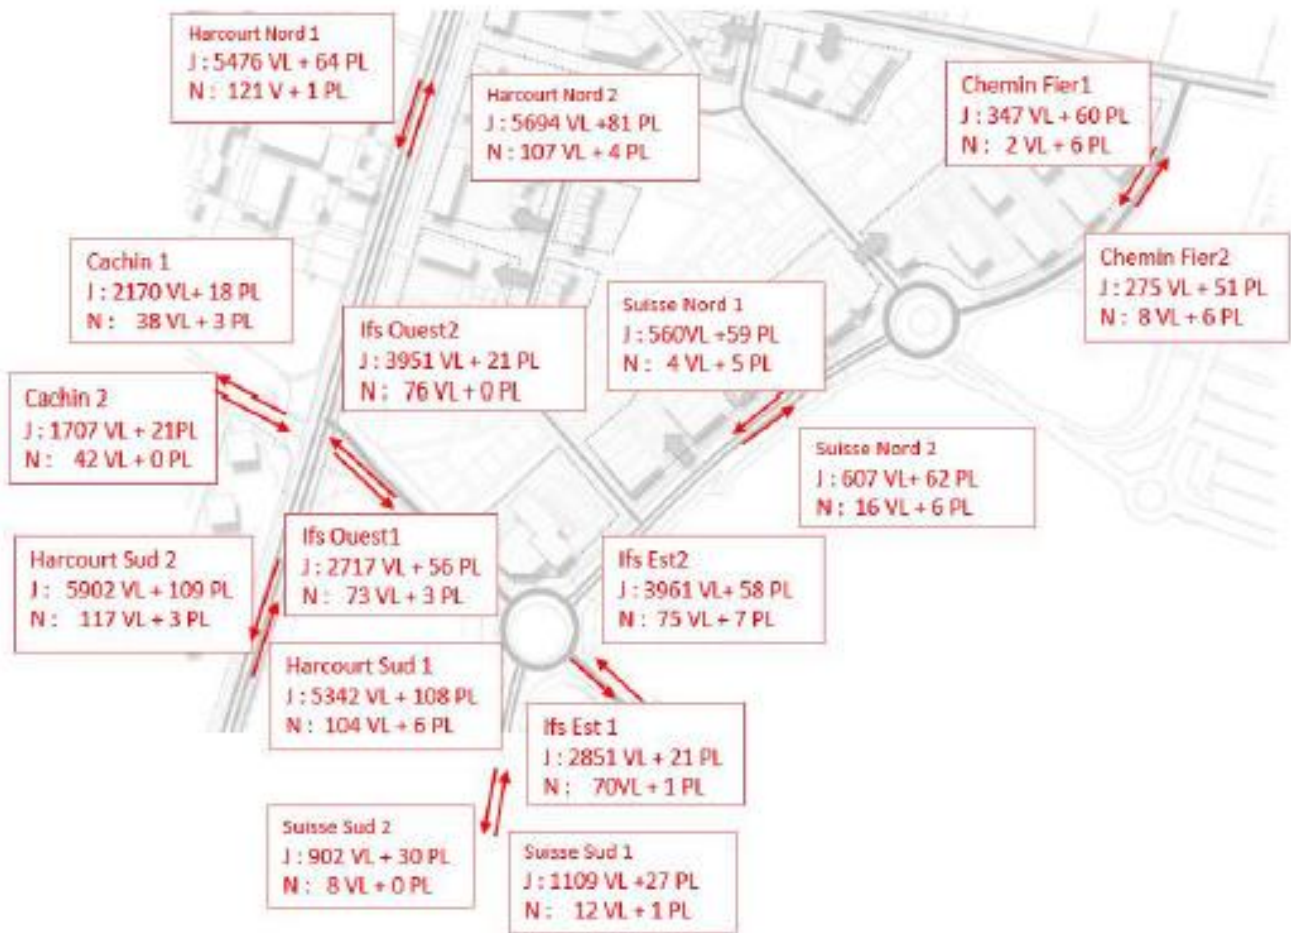 Harcourt Nord 1
J : 5476 VL + 64 PL
N : 121 V + 1 PL
Harcourt Nord 2
J : 5694 VL +81 PL
N : 107 VL + 4 PL
Chemin Fier1
J : 347 VL + 60 PL
N : 2 VL + 6 PL
Cachin 1
J : 2170 VL+ 18 PL
N : 38 VL + 3 PL
Chemin Fier2
J : 275 VL + 51 PL
N : 8 VL + 6 PL
Suisse Nord 1
J : 560VL +59 PL
N : 4 VL + 5 PL
Ifs Ouest2
J : 3951 VL + 21 PL
N : 76 VL + 0 PL
Cachin 2
J : 1707 VL + 21PL
N : 42 VL + 0 PL
Suisse Nord 2
J : 607 VL+ 62 PL
N : 16 VL + 6 PL
Harcourt Sud 2
J : 5902 VL + 109 PL
N : 117 VL + 3 PL
Ifs Ouest1
J : 2717 VL + 56 PL
N : 73 VL + 3 PL
Ifs Est2
J : 3961 VL+ 58 PL
N : 75 VL + 7 PL
Harcourt Sud 1
J : 5342 VL + 108 PL
N : 104 VL + 6 PL
Ifs Est 1
J : 2851 VL + 21 PL
N : 70VL + 1 PL
Suisse Sud 2
J : 902 VL + 30 PL
N : 8 VL + 0 PL
Suisse Sud 1
J : 1109 VL +27 PL
N : 12 VL + 1 PL